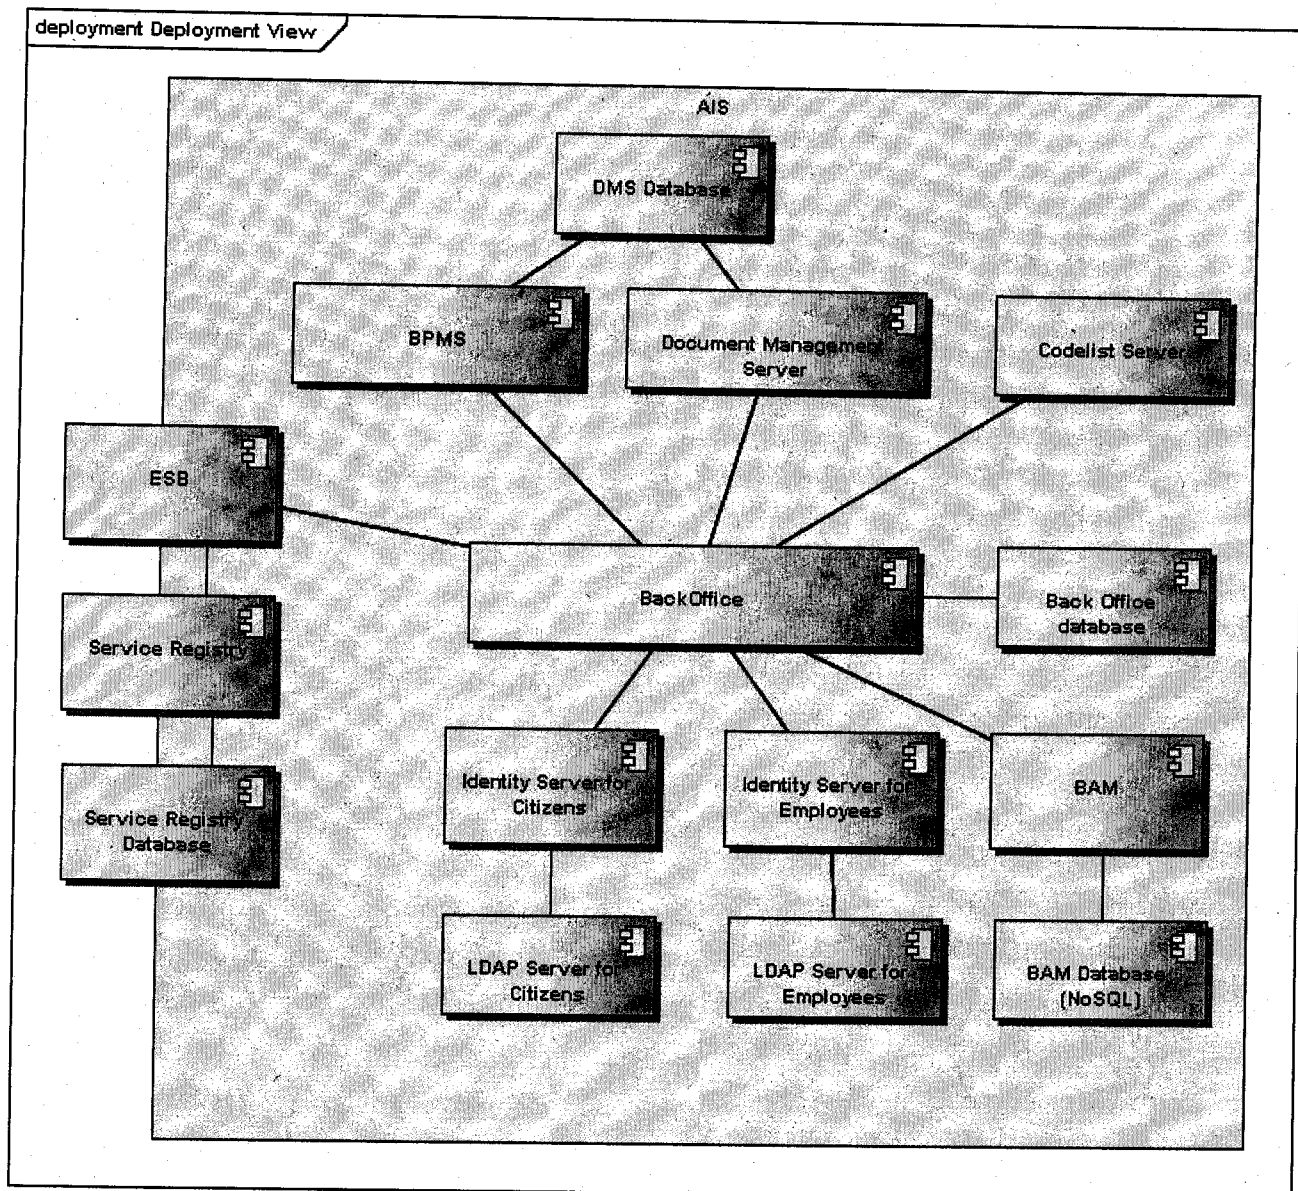 deployment Deployment View
AIS
DMS Database
BPMS
Document Management
Server
Codelist Server
ESB
BackOffice
Back Office
database
Service Registry
Identity Server for
Citizens
Identity Server for
Employees
BAM
Service Registry
Database
LDAP Server for
Citizens
LDAP Server for
Employees
BAM Database
(NoSQL)